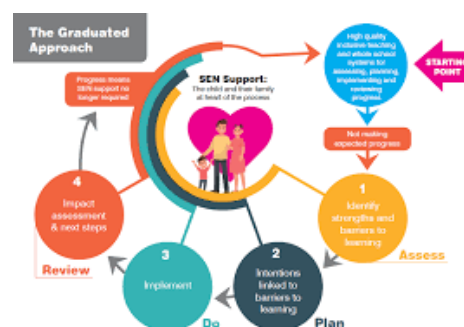 The Graduated
Approach
Progress means
SEN support no
longer required
SEN Support:
The child and their family
at heart of the process
High quality
inclusive teaching
and whole school
systems for
assessing, planning,
implementing and
reviewing
progress
STARTING
POINT
Not making
expected progress
1
Identify
strengths and
barriers to
learning
Assess
2
Intentions
linked to
barriers to
learning
Plan
3
Implement
Do
4
Impact
assessment
& next steps
Review